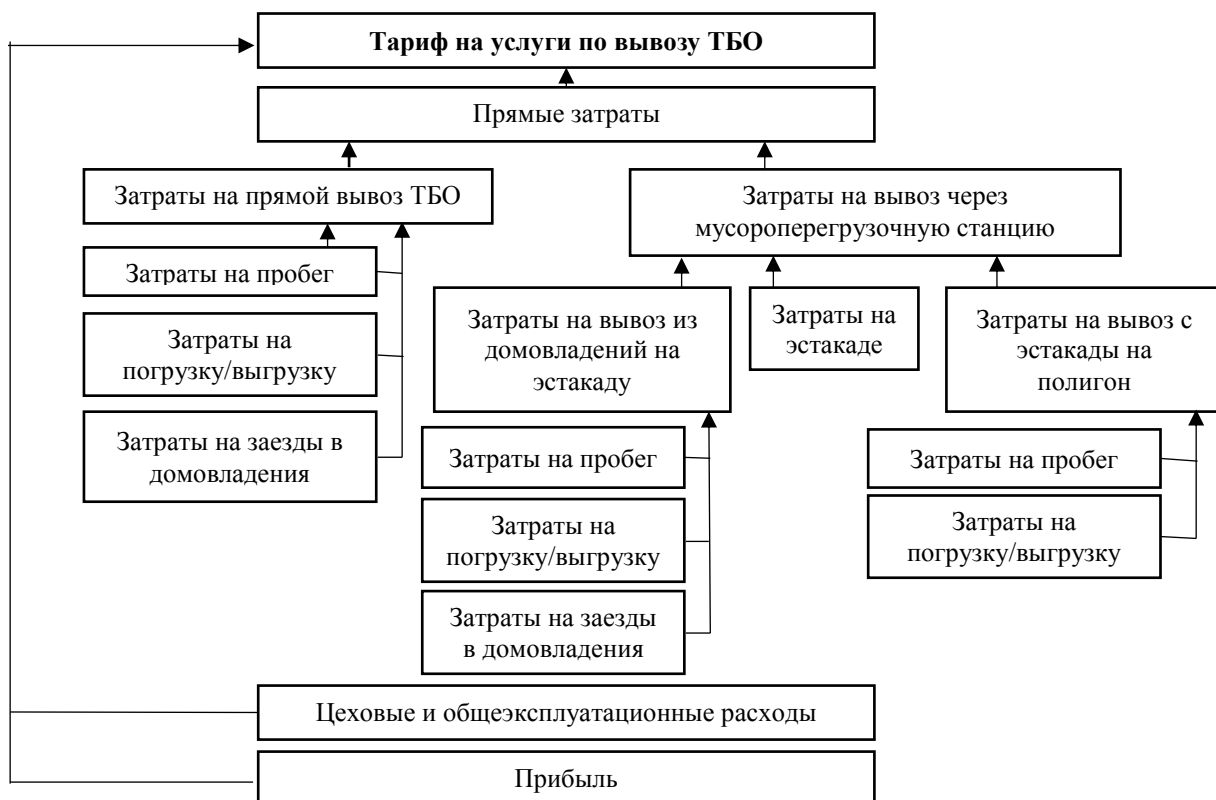 Тариф на услуги по вывозу ТБО
Прямые затраты
Затраты на прямой вывоз ТБО
Затраты на вывоз через
мусороперегрузочную станцию
Затраты на пробег
Затраты на
погрузку/выгрузку
Затраты на заезды в
домовладения
Затраты на вывоз из
домовладений на
эстакаду
Затраты на
эстакаде
Затраты на вывоз с
эстакады на
полигон
Затраты на пробег
Затраты на
погрузку/выгрузку
Затраты на заезды
в домовладения
Затраты на пробег
Затраты на
погрузку/выгрузку
Цеховые и общеэксплуатационные расходы
Прибыль